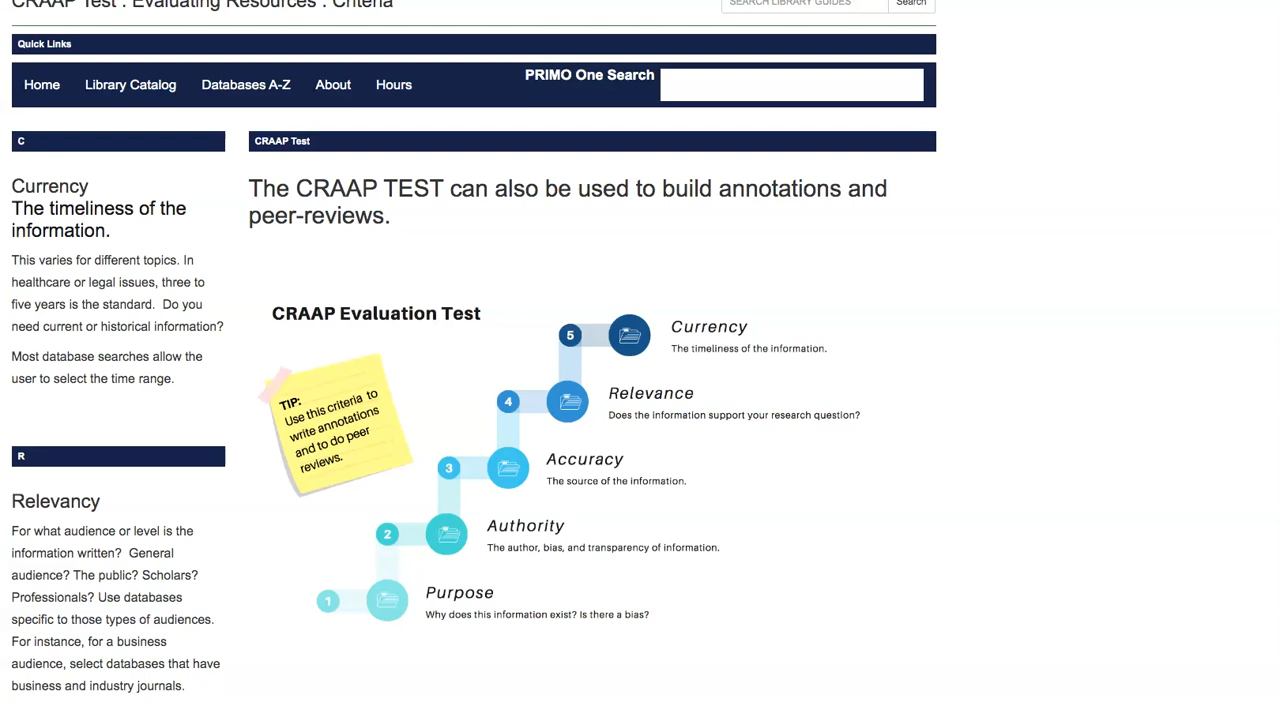 CRAAP Test : Evaluating Resources : Criteria
SEARCH LIBRARY GUIDES
Search
Quick Links
Home
Library Catalog
Databases A-Z
About
Hours
PRIMO One Search
C
Currency
The timeliness of the
information.
This varies for different topics. In
healthcare or legal issues, three to
five years is the standard.  Do you
need current or historical information?
Most database searches allow the
user to select the time range.
R
Relevancy
For what audience or level is the
information written?  General
audience? The public? Scholars?
Professionals? Use databases
specific to those types of audiences.
For instance, for a business
audience, select databases that have
business and industry journals.
CRAAP Test
The CRAAP TEST can also be used to build annotations and
peer-reviews.
CRAAP Evaluation Test
TIP:
Use this criteria to
write annotations
and to do peer
reviews.
5
Currency
The timeliness of the information.
4
Relevance
Does the information support your research question?
3
Accuracy
The source of the information.
2
Authority
The author, bias, and transparency of information.
1
Purpose
Why does this information exist? Is there a bias?